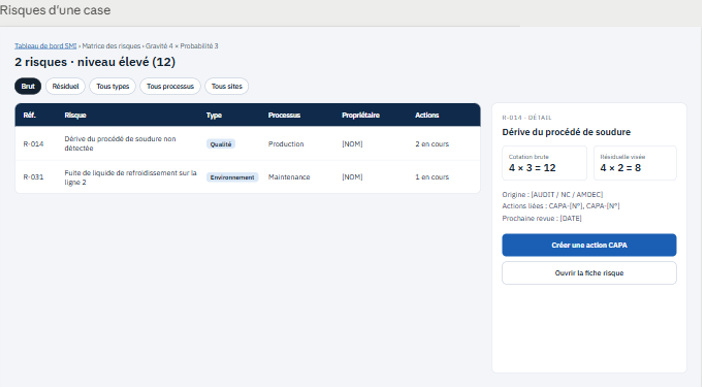 Risques d'une case
Tableau de bord SMI › Matrice des risques › Gravité 4 × Probabilité 3
2 risques · niveau élevé (12)
Brut Résiduel Tous types Tous processus Tous sites
Réf. Risque Type Processus Propriétaire Actions
R-014 Dérive du procédé de soudure non
détectée Qualité Production [NOM] 2 en cours
R-031 Fuite de liquide de refroidissement sur la
ligne 2 Environnement Maintenance [NOM] 1 en cours
R-014 · DÉTAIL
Dérive du procédé de soudure
Cotation brute
4 × 3 = 12
Résiduelle visée
4 × 2 = 8
Origine : [AUDIT / NC / AMDEC]
Actions liées : CAPA-[N°], CAPA-[N°]
Prochaine revue : [DATE]
Créer une action CAPA
Ouvrir la fiche risque